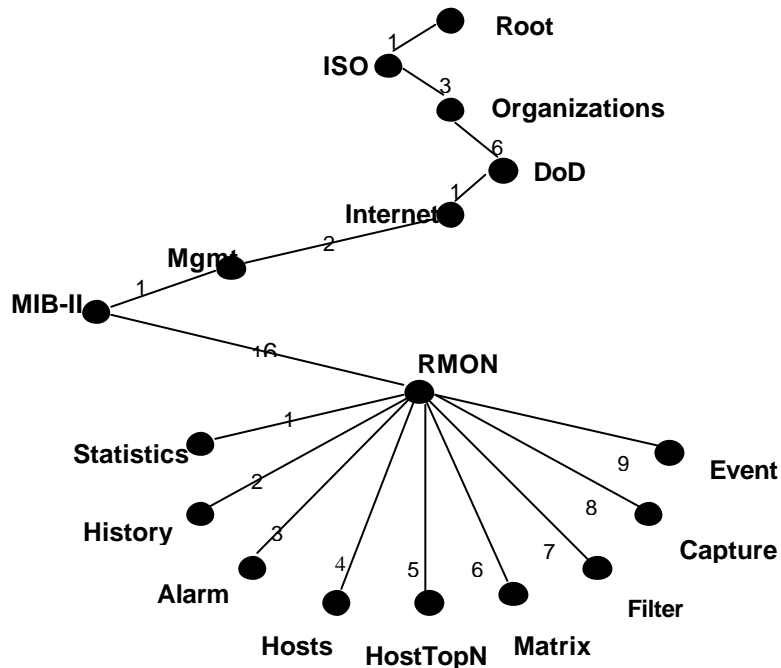 Root
1
ISO
3
Organizations
6
DoD
1
Internet
2
Mgmt
1
MIB-II
16
RMON
1
Statistics
9
Event
2
History
8
Capture
3
Alarm
7
Filter
4
Hosts
5
HostTopN
6
Matrix